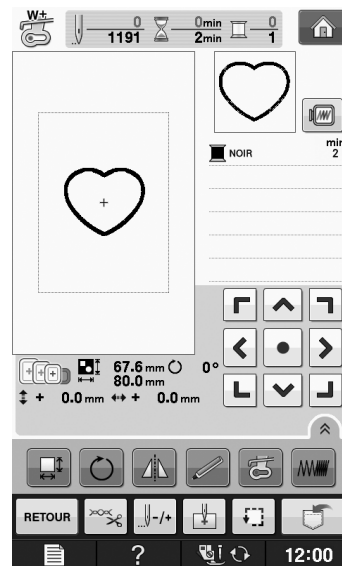 W+ 0 0min 0
1191 2min 1
min
NOIR 2
67.6 mm 0°
80.0 mm
+ 0.0 mm + 0.0 mm
RETOUR -/+
? 12:00